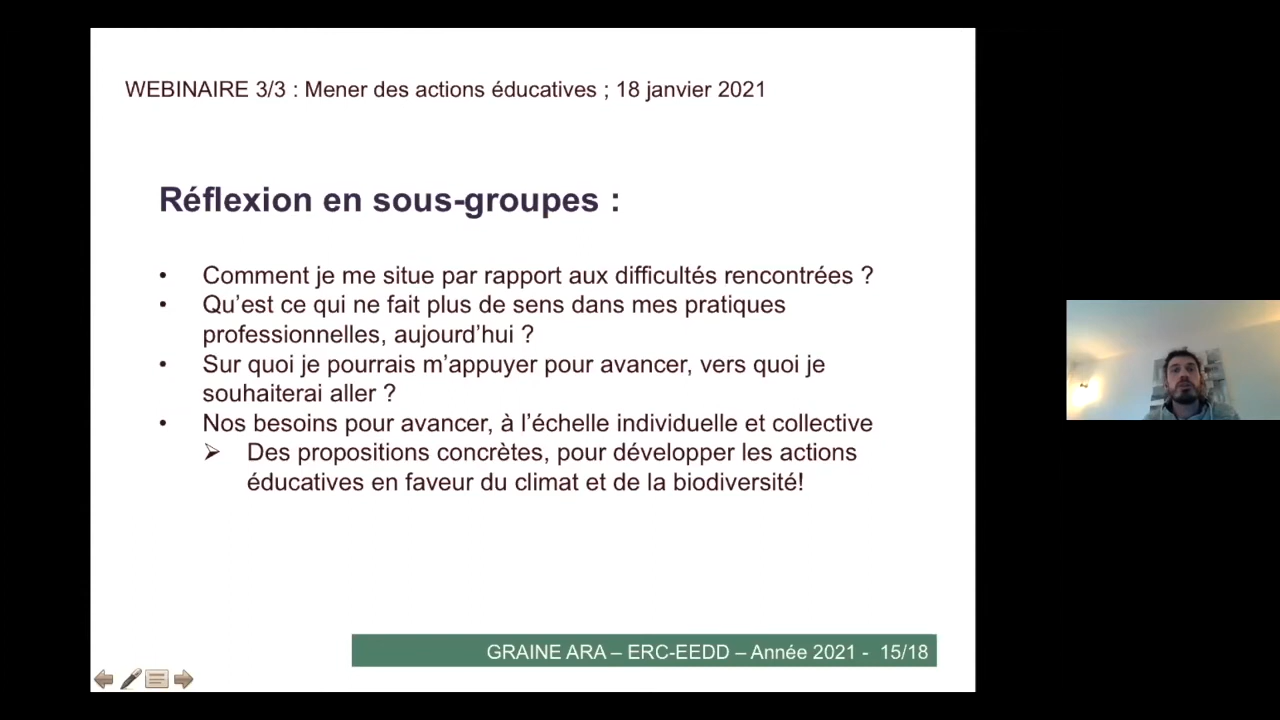 WEBINAIRE 3/3 : Mener des actions éducatives ; 18 janvier 2021
Réflexion en sous-groupes :
• Comment je me situe par rapport aux difficultés rencontrées ?
• Qu’est ce qui ne fait plus de sens dans mes pratiques
professionnelles, aujourd’hui ?
• Sur quoi je pourrais m’appuyer pour avancer, vers quoi je
souhaiterai aller ?
• Nos besoins pour avancer, à l’échelle individuelle et collective
➢ Des propositions concrètes, pour développer les actions
éducatives en faveur du climat et de la biodiversité!
GRAINE ARA – ERC-EEDD – Année 2021 - 15/18